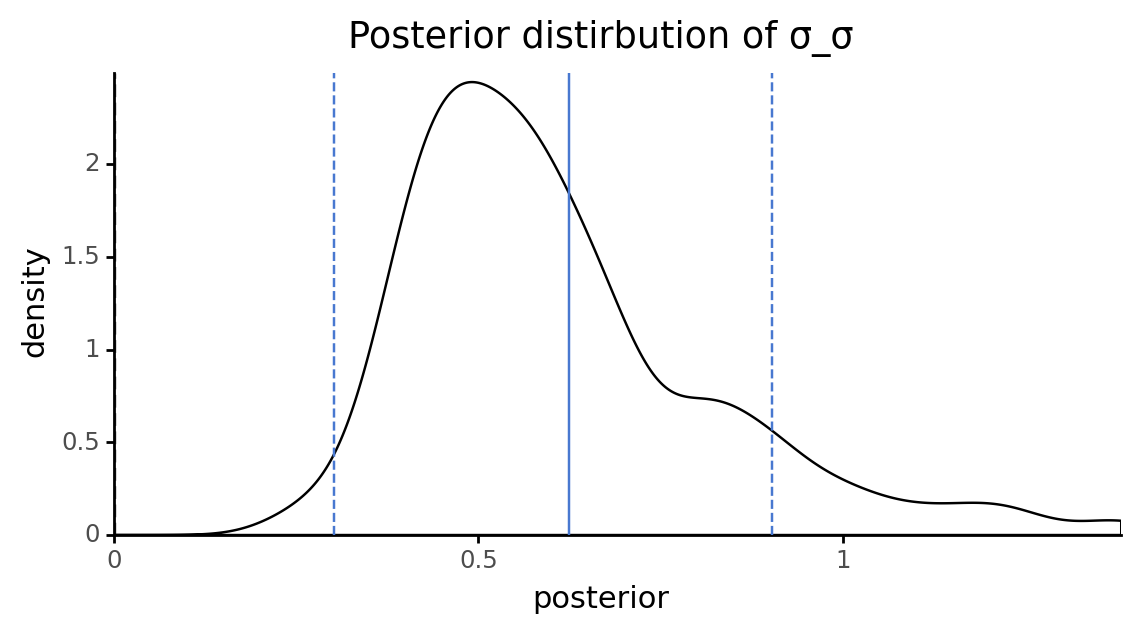 Posterior distirbution of σ_σ
density
2
1.5
1
0.5
0
0
0.5
1
posterior